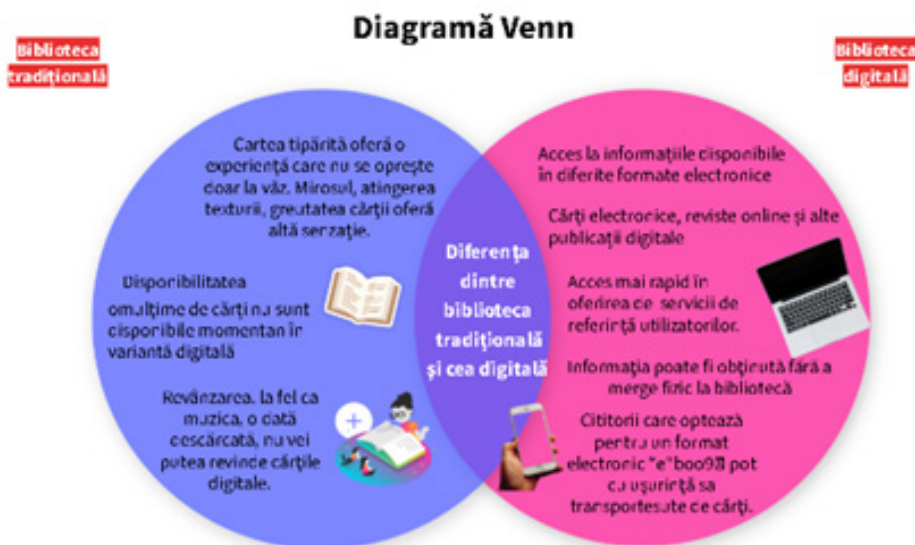 Diagramă Venn
Biblioteca
tradițională
Biblioteca
digitală
Cartea tipărită oferă o
experiență care nu se oprește
doar la văz. Mirosul, atingerea
texturii, greutatea cărții oferă
altă senzație.
Disponibilitatea
o mulțime de cărți nu sunt
disponibile momentan în
variantă digitală
Revânzarea, la fel ca
muzica, o dată
descărcată, nu vei
putea revinde cărțile
digitale.
Diferența
dintre
biblioteca
tradițională
și cea digitală
Acces la informațiile disponibile
în diferite formate electronice
Cărți electronice, reviste online și alte
publicații digitale
Acces mai rapid în
oferirea de servicii de
referință utilizatorilor.
Informația poate fi obținută fără a
merge fizic la bibliotecă
Cititorii care optează
pentru un format
electronic "e" pot
cu ușurință sa
de cărți.